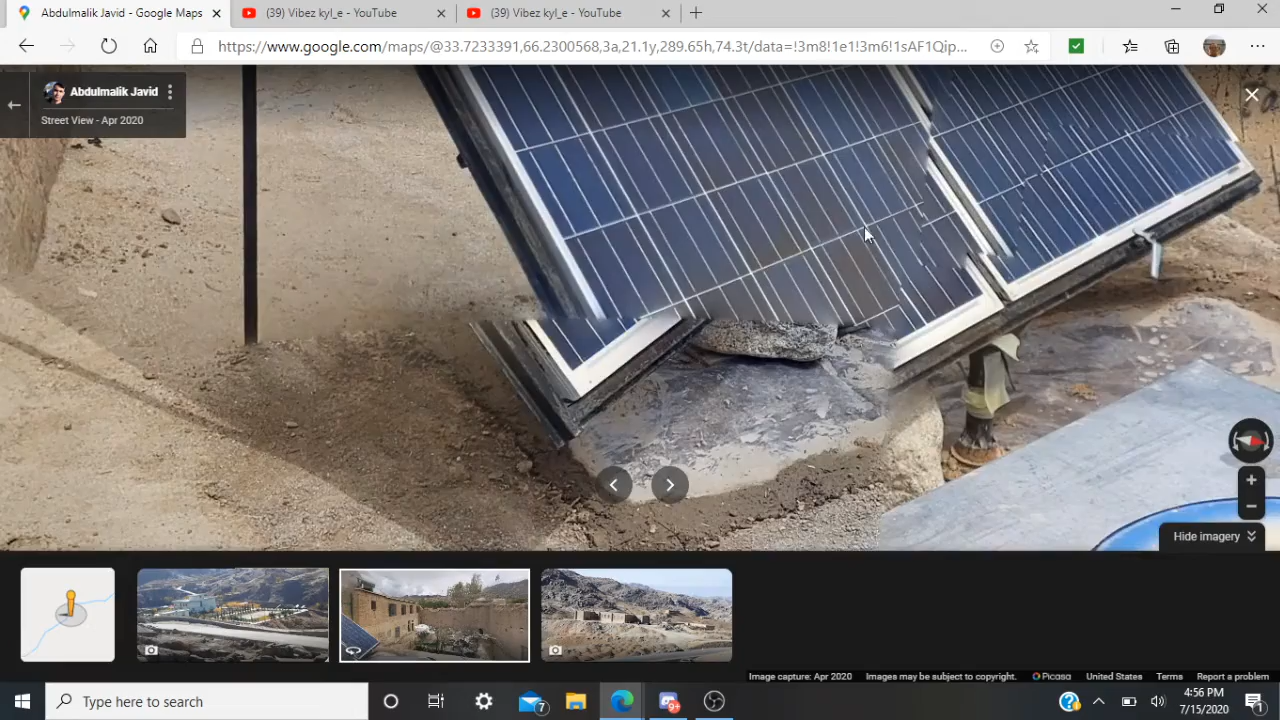 Abdulmalik Javid - Google Maps
(39) Vibez kyl_e - YouTube
(39) Vibez kyl_e - YouTube
https://www.google.com/maps/@33.7233391,66.2300568,3a,21.1y,289.65h,74.3t/data=!3m8!1e1!3m6!1sAF1Qip...
Abdulmalik Javid
Street View - Apr 2020
Hide imagery
Image capture: Apr 2020 Images may be subject to copyright. Picasa United States Terms Report a problem
Type here to search
7
9+
4:56 PM
7/15/2020
1